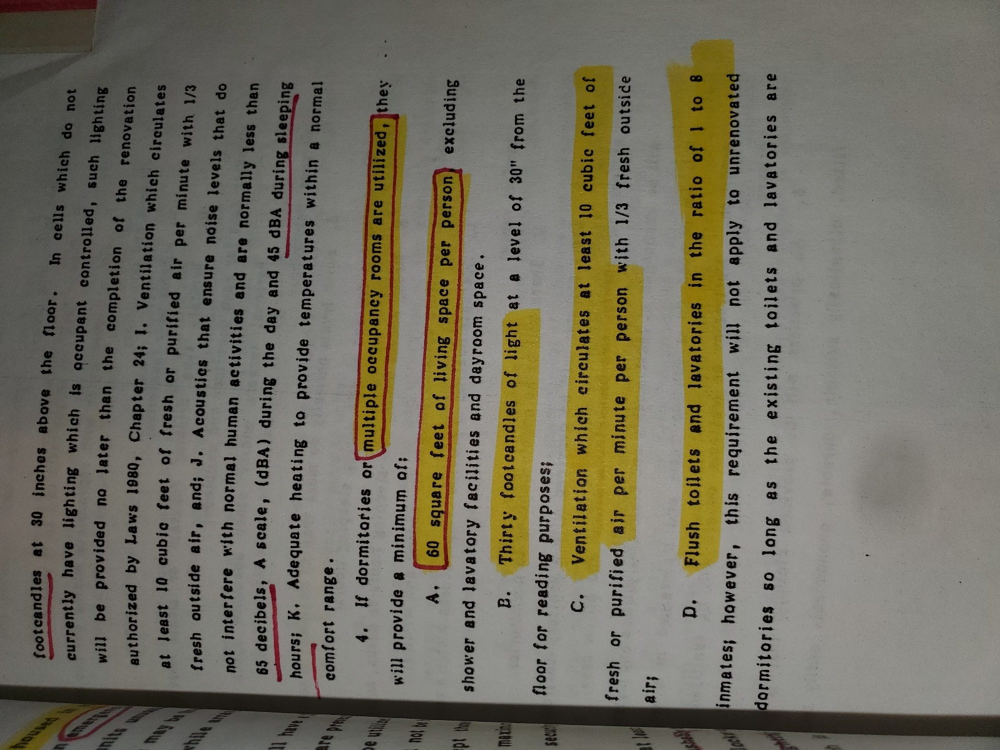 footcandles at 30 inches above the floor. In cells which do not
currently have lighting which is occupant controlled, such lighting
will be provided no later than the completion of the renovation
authorized by Laws 1980, Chapter 24; I. Ventilation which circulates
at least 10 cubic feet of fresh or purified air per minute with 1/3
fresh outside air, and; J. Acoustics that ensure noise levels that do
not interfere with normal human activities and are normally less than
65 decibels, A scale, (dBA) during the day and 45 dBA during sleeping
hours; K. Adequate heating to provide temperatures within a normal
comfort range.
4. If dormitories or multiple occupancy rooms are utilized, they
will provide a minimum of:
A. 60 square feet of living space per person, excluding
shower and lavatory facilities and dayroom space.
B. Thirty footcandles of light at a level of 30" from the
floor for reading purposes;
C. Ventilation which circulates at least 10 cubic feet of
fresh or purified air per minute per person with 1/3 fresh outside
air;
D. Flush toilets and lavatories in the ratio of 1 to 8
inmates; however, this requirement will not apply to unrenovated
dormitories so long as the existing toilets and lavatories are
housed
may be
ll have
are
not